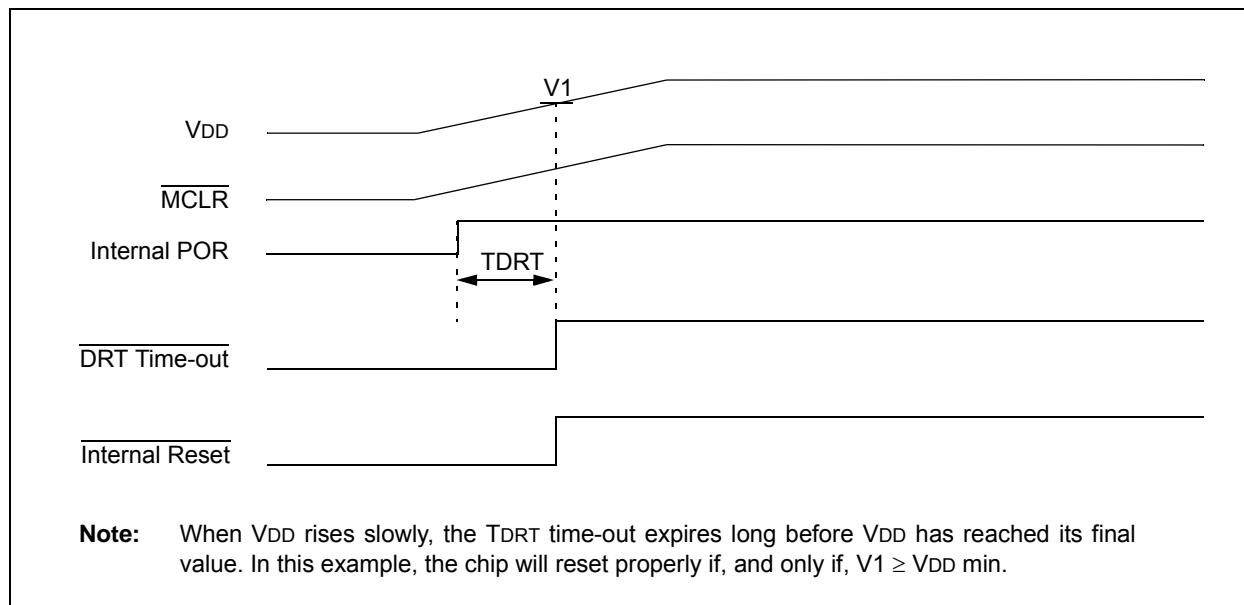 V1
VDD
MCLR
Internal POR
TDRT
DRT Time-out
Internal Reset
Note: When VDD rises slowly, the TDRT time-out expires long before VDD has reached its final
value. In this example, the chip will reset properly if, and only if, V1 ≥ VDD min.